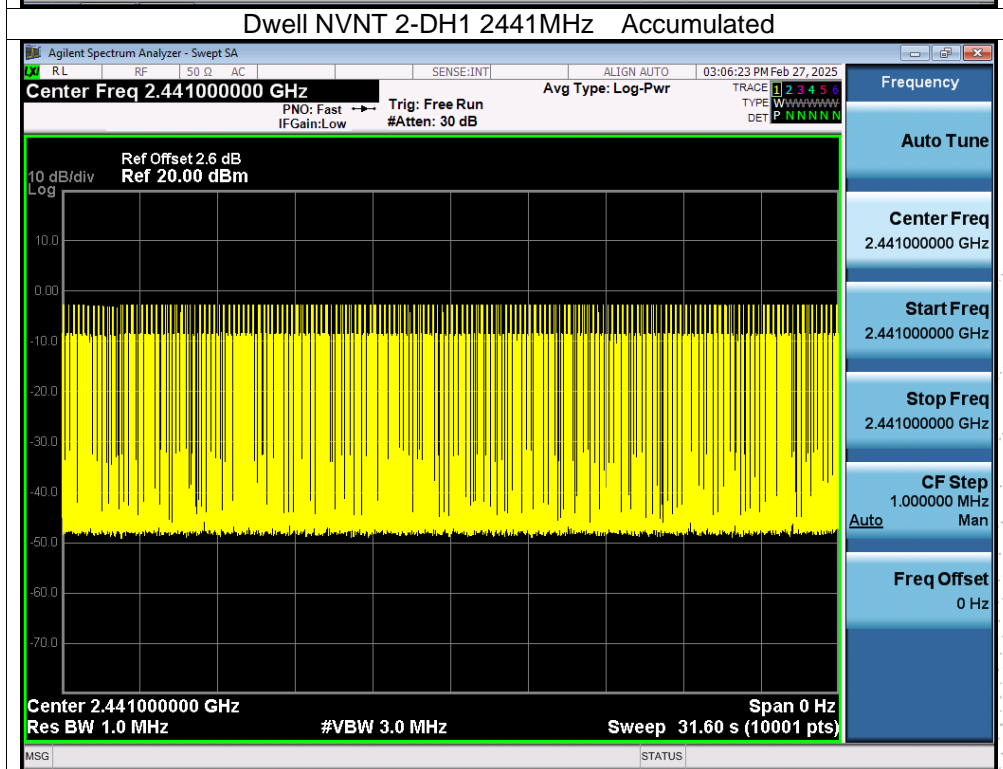 Dwell NVNT 2-DH1 2441MHz Accumulated
Agilent Spectrum Analyzer - Swept SA
LXI RL RF 50 Ω AC SENSE:INT ALIGN AUTO 03:06:23 PM Feb 27, 2025
Center Freq 2.441000000 GHz Avg Type: Log-Pwr TRACE 1 2 3 4 5 6
PNO: Fast Trig: Free Run TYPE WWWWWWW
IFGain:Low #Atten: 30 dB DET P N N N N N
Ref Offset 2.6 dB
10 dB/div Ref 20.00 dBm
Log
10.0
0.00
-10.0
-20.0
-30.0
-40.0
-50.0
-60.0
-70.0
Center 2.441000000 GHz Span 0 Hz
Res BW 1.0 MHz #VBW 3.0 MHz Sweep 31.60 s (10001 pts)
MSG STATUS
Frequency
Auto Tune
Center Freq
2.441000000 GHz
Start Freq
2.441000000 GHz
Stop Freq
2.441000000 GHz
CF Step
1.000000 MHz
Auto Man
Freq Offset
0 Hz